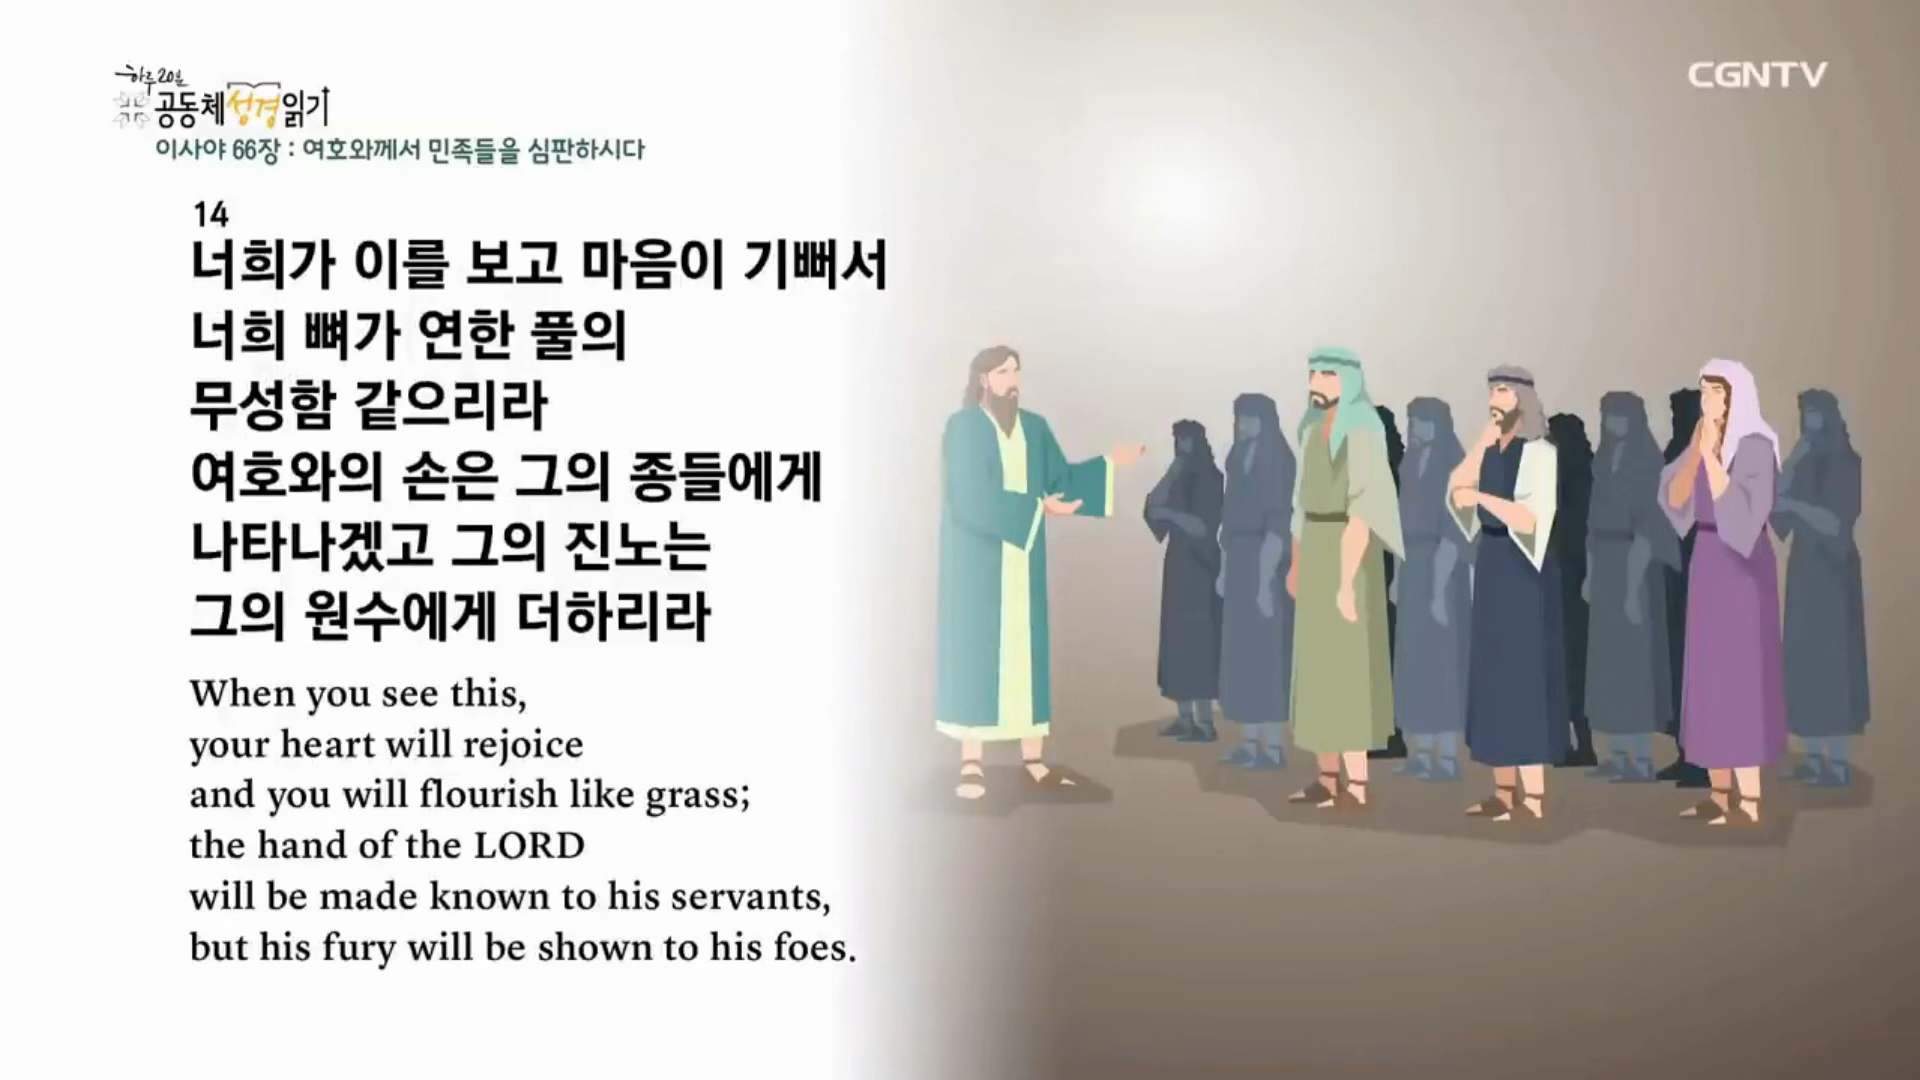 하루20분
공동체성경읽기
CGNTV
이사야 66장 : 여호와께서 민족들을 심판하시다
14
너희가 이를 보고 마음이 기뻐서
너희 뼈가 연한 풀의
무성함 같으리라
여호와의 손은 그의 종들에게
나타나겠고 그의 진노는
그의 원수에게 더하리라
When you see this,
your heart will rejoice
and you will flourish like grass;
the hand of the LORD
will be made known to his servants,
but his fury will be shown to his foes.